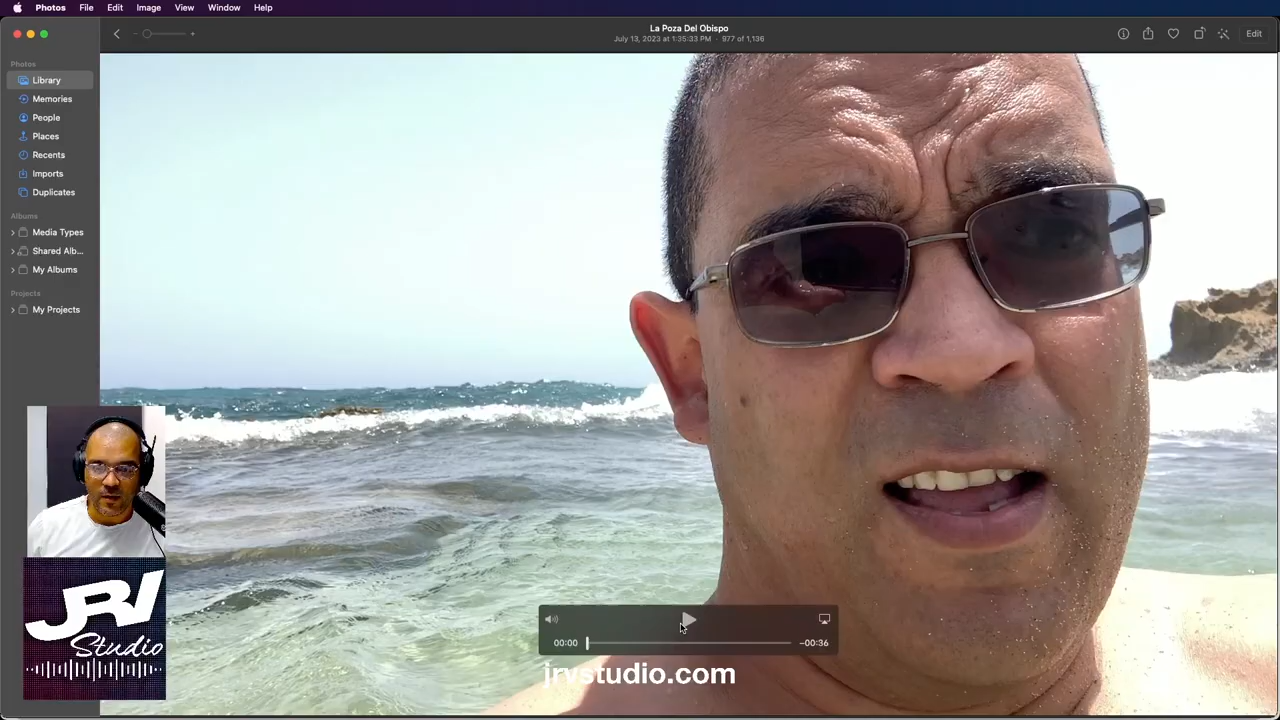 Photos File Edit Image View Window Help
La Poza Del Obispo
July 13, 2023 at 1:35:33 PM · 977 of 1,136
Edit
Photos
Library
Memories
People
Places
Recents
Imports
Duplicates
Albums
Media Types
Shared Alb...
My Albums
Projects
My Projects
JRV
Studio
00:00
-00:36
jrvstudio.com